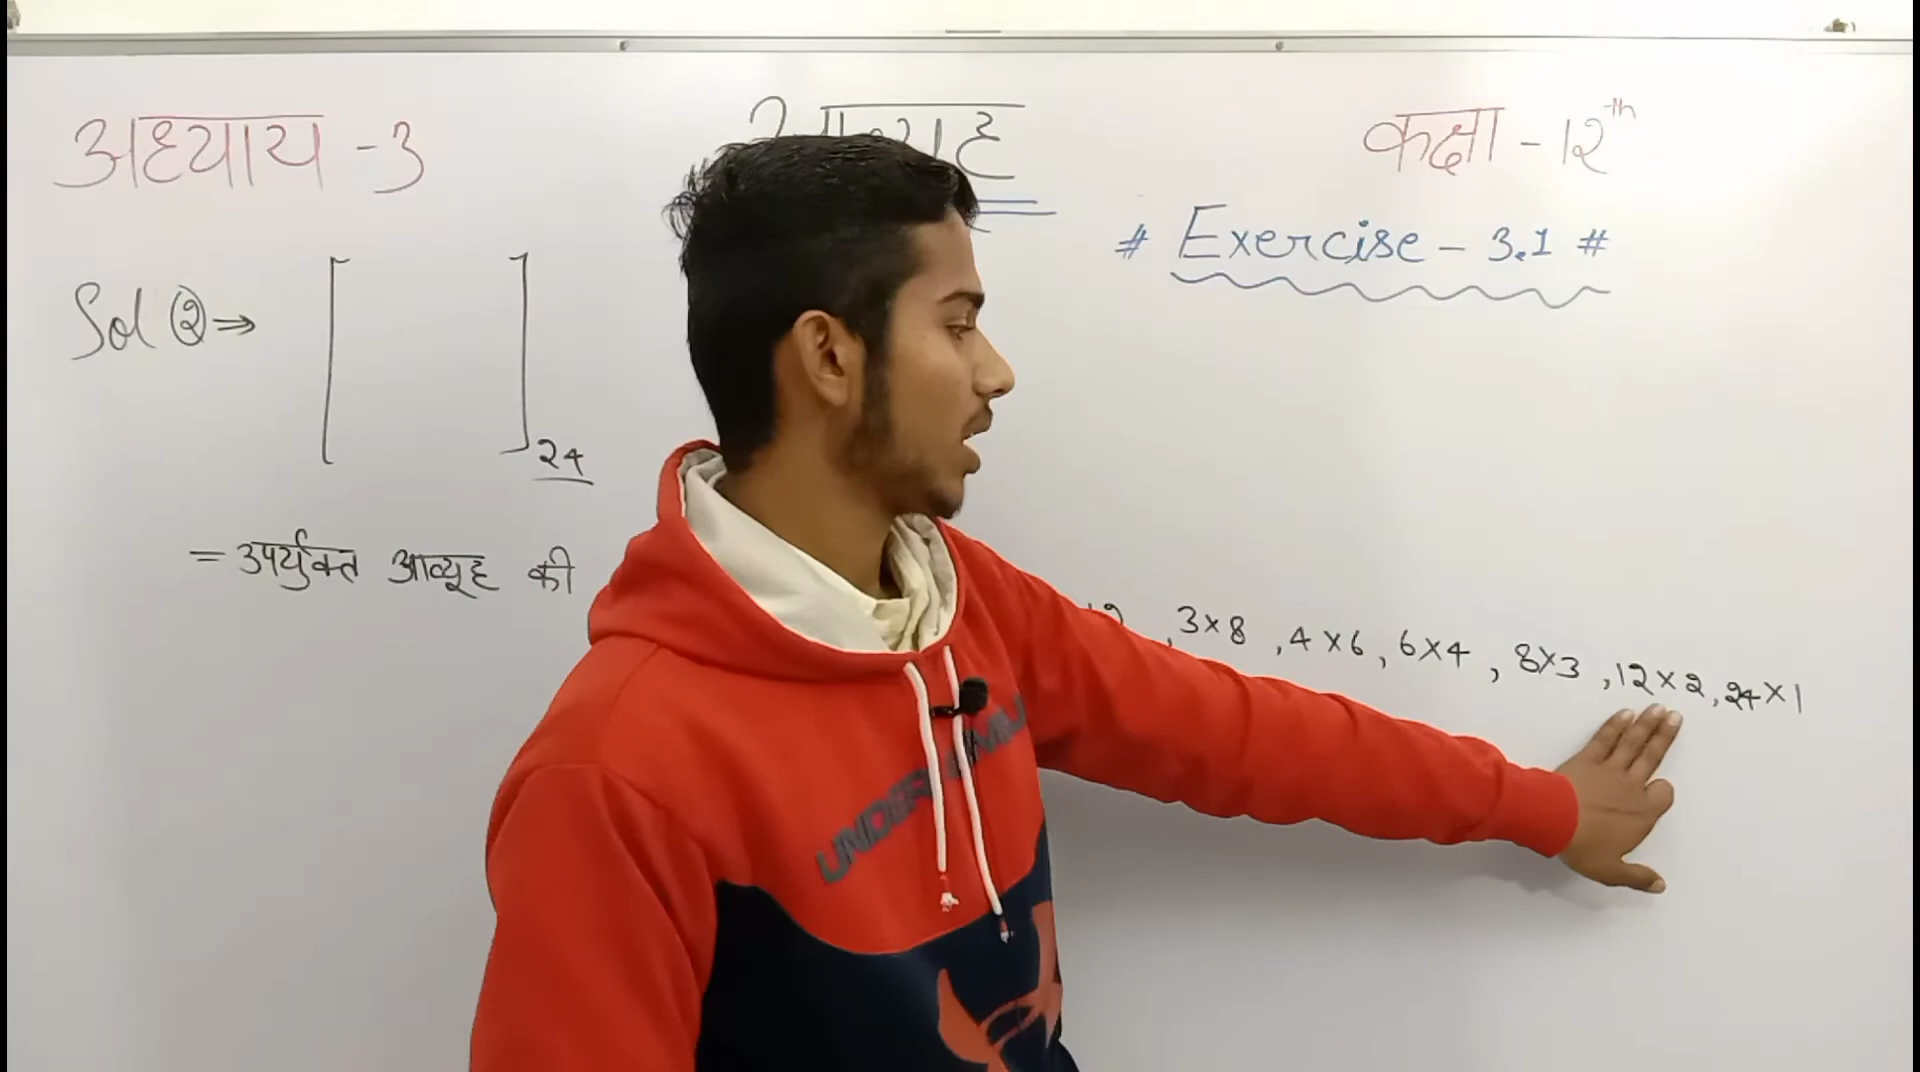 अध्याय - 3
कक्षा - 12th
# Exercise - 3.1 #
Sol ② ⇒ [ ] 24
= उपर्युक्त आव्यूह की , 3×8 , 4×6 , 6×4 , 8×3 , 12×2 , 24×1
UNDER